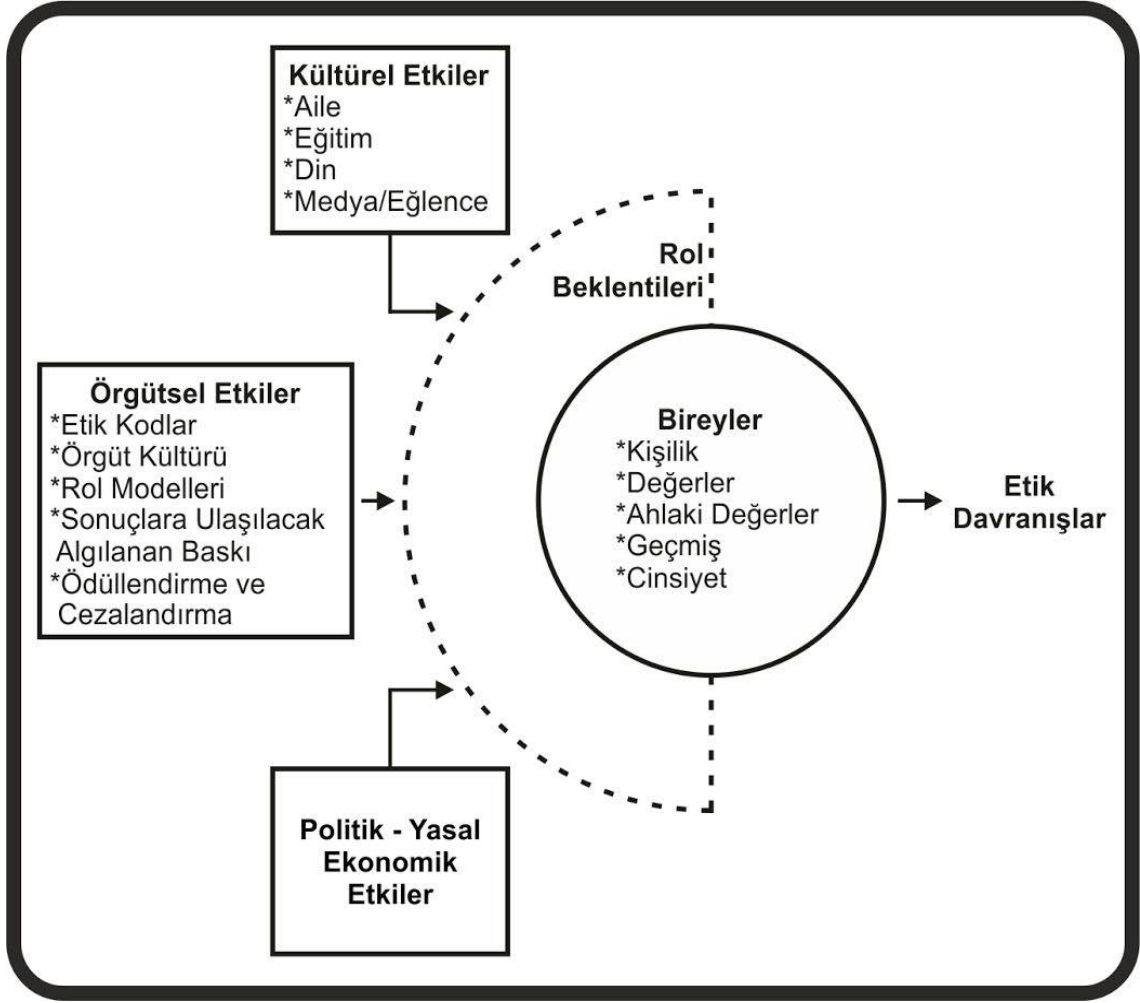 Kültürel Etkiler
*Aile
*Eğitim
*Din
*Medya/Eğlence
Rol
Beklentileri
Örgütsel Etkiler
*Etik Kodlar
*Örgüt Kültürü
*Rol Modelleri
*Sonuçlara Ulaşılacak
Algılanan Baskı
*Ödüllendirme ve
Cezalandırma
Bireyler
*Kişilik
*Değerler
*Ahlaki Değerler
*Geçmiş
*Cinsiyet
Etik
Davranışlar
Politik - Yasal
Ekonomik
Etkiler